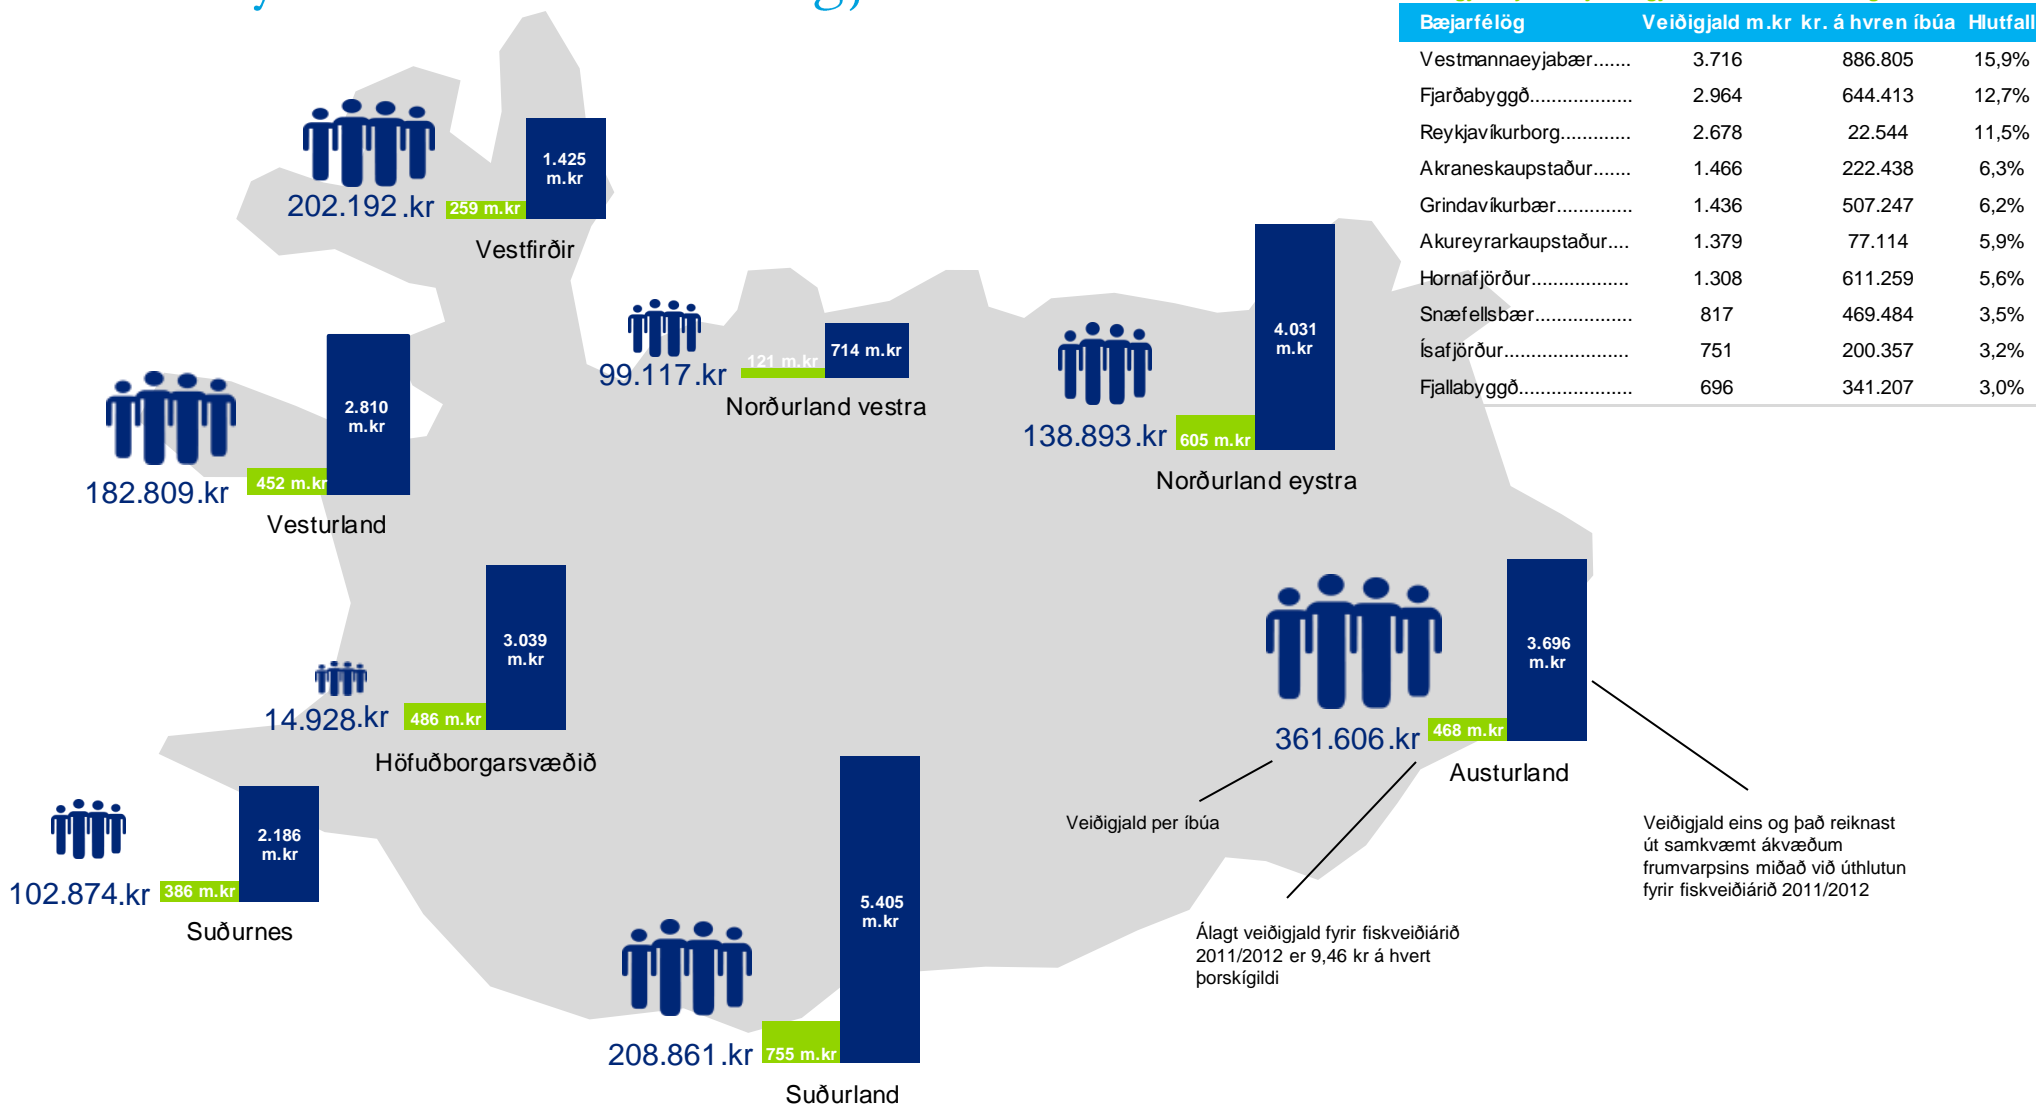 Bæjarfélög Veiðigjald m.kr kr. á hvren íbúa Hlutfall
Vestmannaeyjabær....... 3.716 886.805 15,9%
Fjarðabyggð................... 2.964 644.413 12,7%
Reykjavíkurborg............. 2.678 22.544 11,5%
Akraneskaupstaður....... 1.466 222.438 6,3%
Grindavíkurbær.............. 1.436 507.247 6,2%
Akureyrarkaupstaður.... 1.379 77.114 5,9%
Hornafjörður.................. 1.308 611.259 5,6%
Snæfellsbær.................. 817 469.484 3,5%
Ísafjörður....................... 751 200.357 3,2%
Fjallabyggð..................... 696 341.207 3,0%
1.425
m.kr
202.192.kr
259 m.kr
Vestfirðir
121 m.kr
714 m.kr
99.117.kr
Norðurland vestra
4.031
m.kr
138.893.kr
605 m.kr
Norðurland eystra
2.810
m.kr
182.809.kr
452 m.kr
Vesturland
3.039
m.kr
14.928.kr
486 m.kr
Höfuðborgarsvæðið
3.696
m.kr
361.606.kr
468 m.kr
Austurland
2.186
m.kr
102.874.kr
386 m.kr
Suðurnes
5.405
m.kr
208.861.kr
755 m.kr
Suðurland
Veiðigjald per íbúa
Álagt veiðigjald fyrir fiskveiðiárið
2011/2012 er 9,46 kr á hvert
þorskígildi
Veiðigjald eins og það reiknast
út samkvæmt ákvæðum
frumvarpsins miðað við úthlutun
fyrir fiskveiðiárið 2011/2012